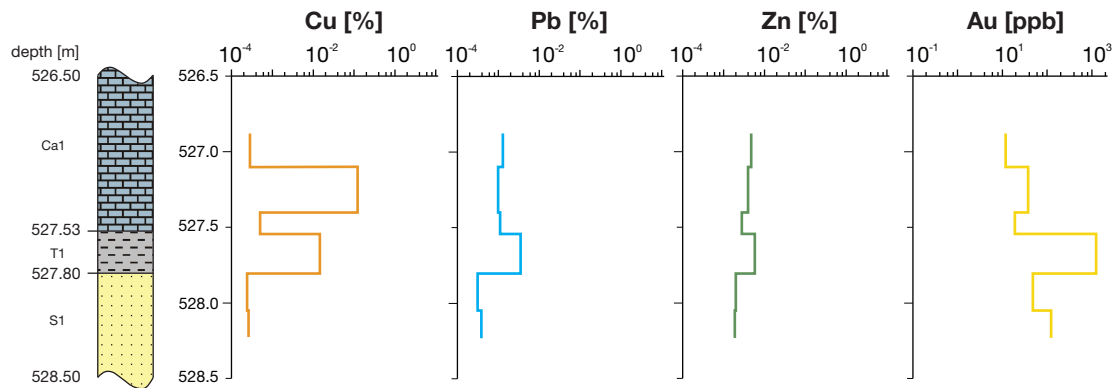 Cu [%] Pb [%] Zn [%] Au [ppb]
depth [m] 10⁻⁴ 10⁻² 10⁰ 10⁻⁴ 10⁻² 10⁰ 10⁻⁴ 10⁻² 10⁰ 10⁻¹ 10¹ 10³
526.50 526.5
Ca1 527.0
527.53 527.5
T1
527.80
S1 528.0
528.50 528.5